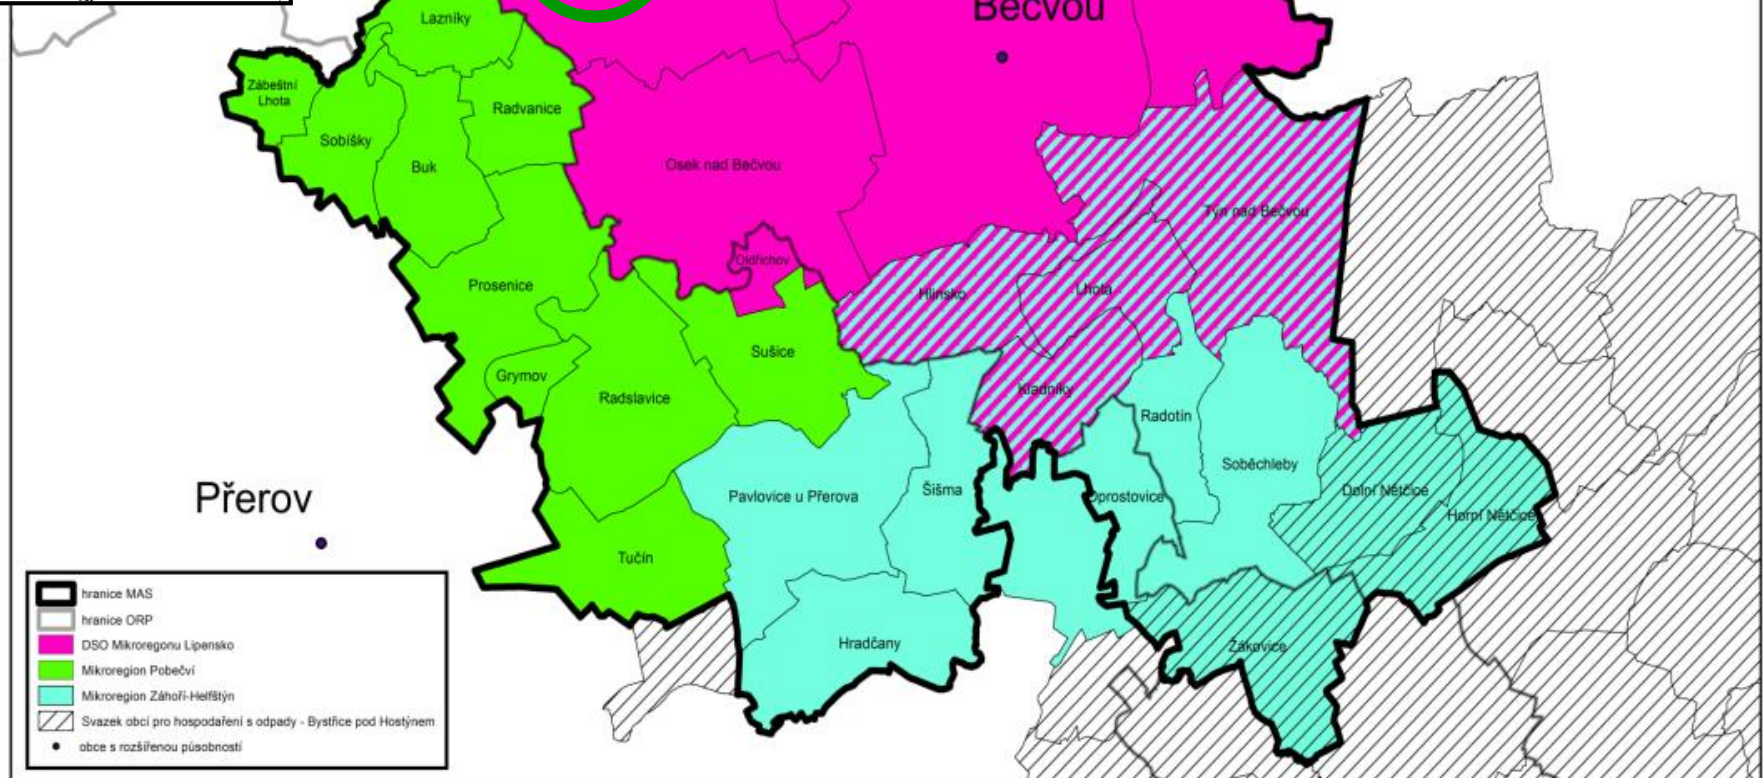 Bečvou
Lazníky
Zábeštní
Lhota
Radvanice
Sobíšky
Buk
Osek nad Bečvou
Týn nad Bečvou
Oldřichov
Prosenice
Hlinsko
Lhota
Sušice
Grymov
Radslavice
Kladníky
Radotín
Soběchleby
Pavlovice u Přerova
Šišma
Oprostovice
Dolní Nětčice
Horní Nětčice
Přerov
Tučín
Hradčany
Žákovice
hranice MAS
hranice ORP
DSO Mikroregonu Lipensko
Mikroregion Pobečví
Mikroregion Záhoří-Helfštýn
Svazek obcí pro hospodaření s odpady - Bystřice pod Hostýnem
obce s rozšířenou působností